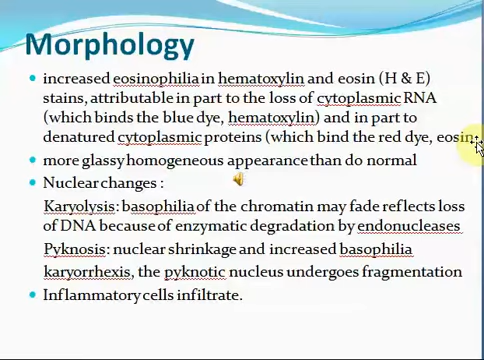 Morphology
increased eosinophilia in hematoxylin and eosin (H & E)
stains, attributable in part to the loss of cytoplasmic RNA
(which binds the blue dye, hematoxylin) and in part to
denatured cytoplasmic proteins (which bind the red dye, eosin
more glassy homogeneous appearance than do normal
Nuclear changes :
Karyolysis: basophilia of the chromatin may fade reflects loss
of DNA because of enzymatic degradation by endonucleases
Pyknosis: nuclear shrinkage and increased basophilia
karyorrhexis, the pyknotic nucleus undergoes fragmentation
Inflammatory cells infiltrate.